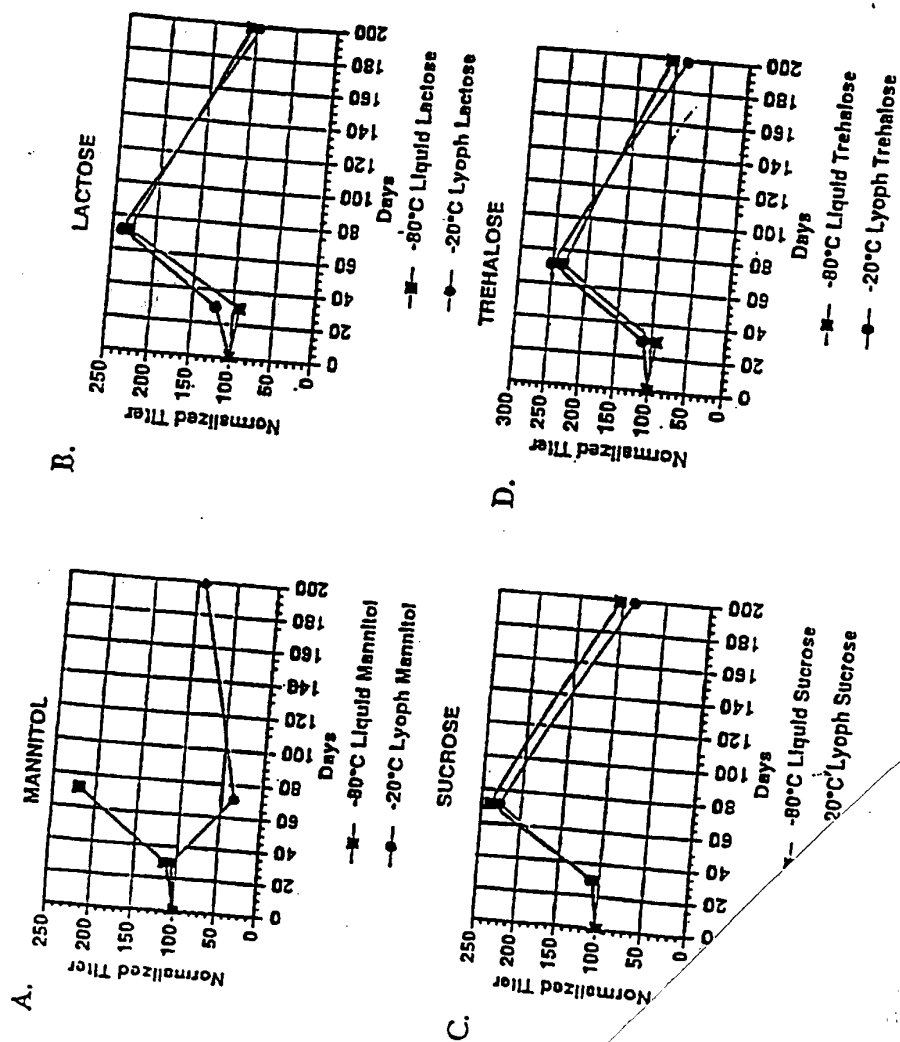 A.
MANNITOL
Normalized Titer
250
200
150
100
50
0
0 20 40 60 80 100 120 140 160 180 200
Days
-80°C Liquid Mannitol
-20°C Lyoph Mannitol
B.
LACTOSE
Normalized Titer
250
200
150
100
50
0
0 20 40 60 80 100 120 140 160 180 200
Days
-80°C Liquid Lactose
-20°C Lyoph Lactose
C.
SUCROSE
Normalized Titer
250
200
150
100
50
0
0 20 40 60 80 100 120 140 160 180 200
Days
-80°C Liquid Sucrose
-20°C Lyoph Sucrose
D.
TREHALOSE
Normalized Titer
300
250
200
150
100
50
0
0 20 40 60 80 100 120 140 160 180 200
Days
-80°C Liquid Trehalose
-20°C Lyoph Trehalose